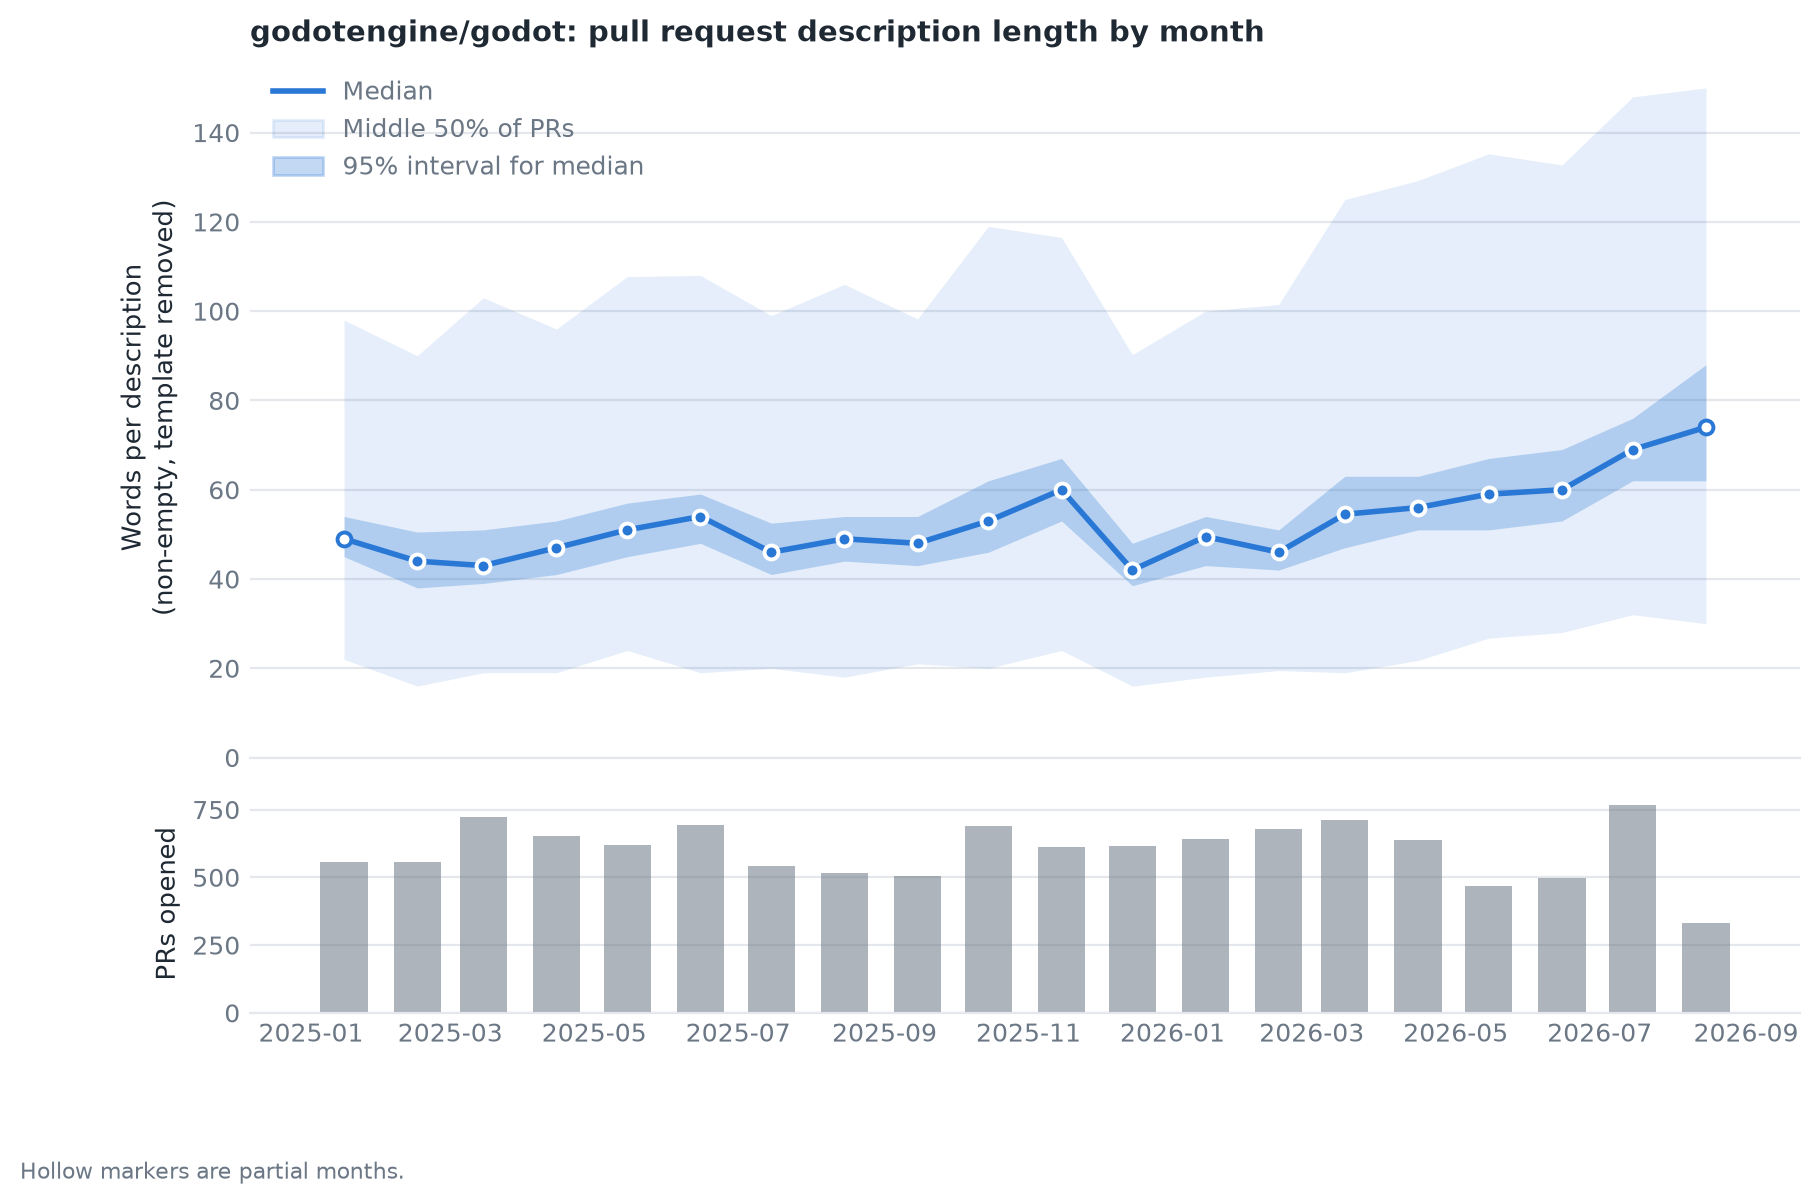 godotengine/godot: pull request description length by month
Median
Middle 50% of PRs
95% interval for median
Words per description
(non-empty, template removed)
140
120
100
80
60
40
20
0
PRs opened
750
500
250
0
2025-01 2025-03 2025-05 2025-07 2025-09 2025-11 2026-01 2026-03 2026-05 2026-07 2026-09
Hollow markers are partial months.